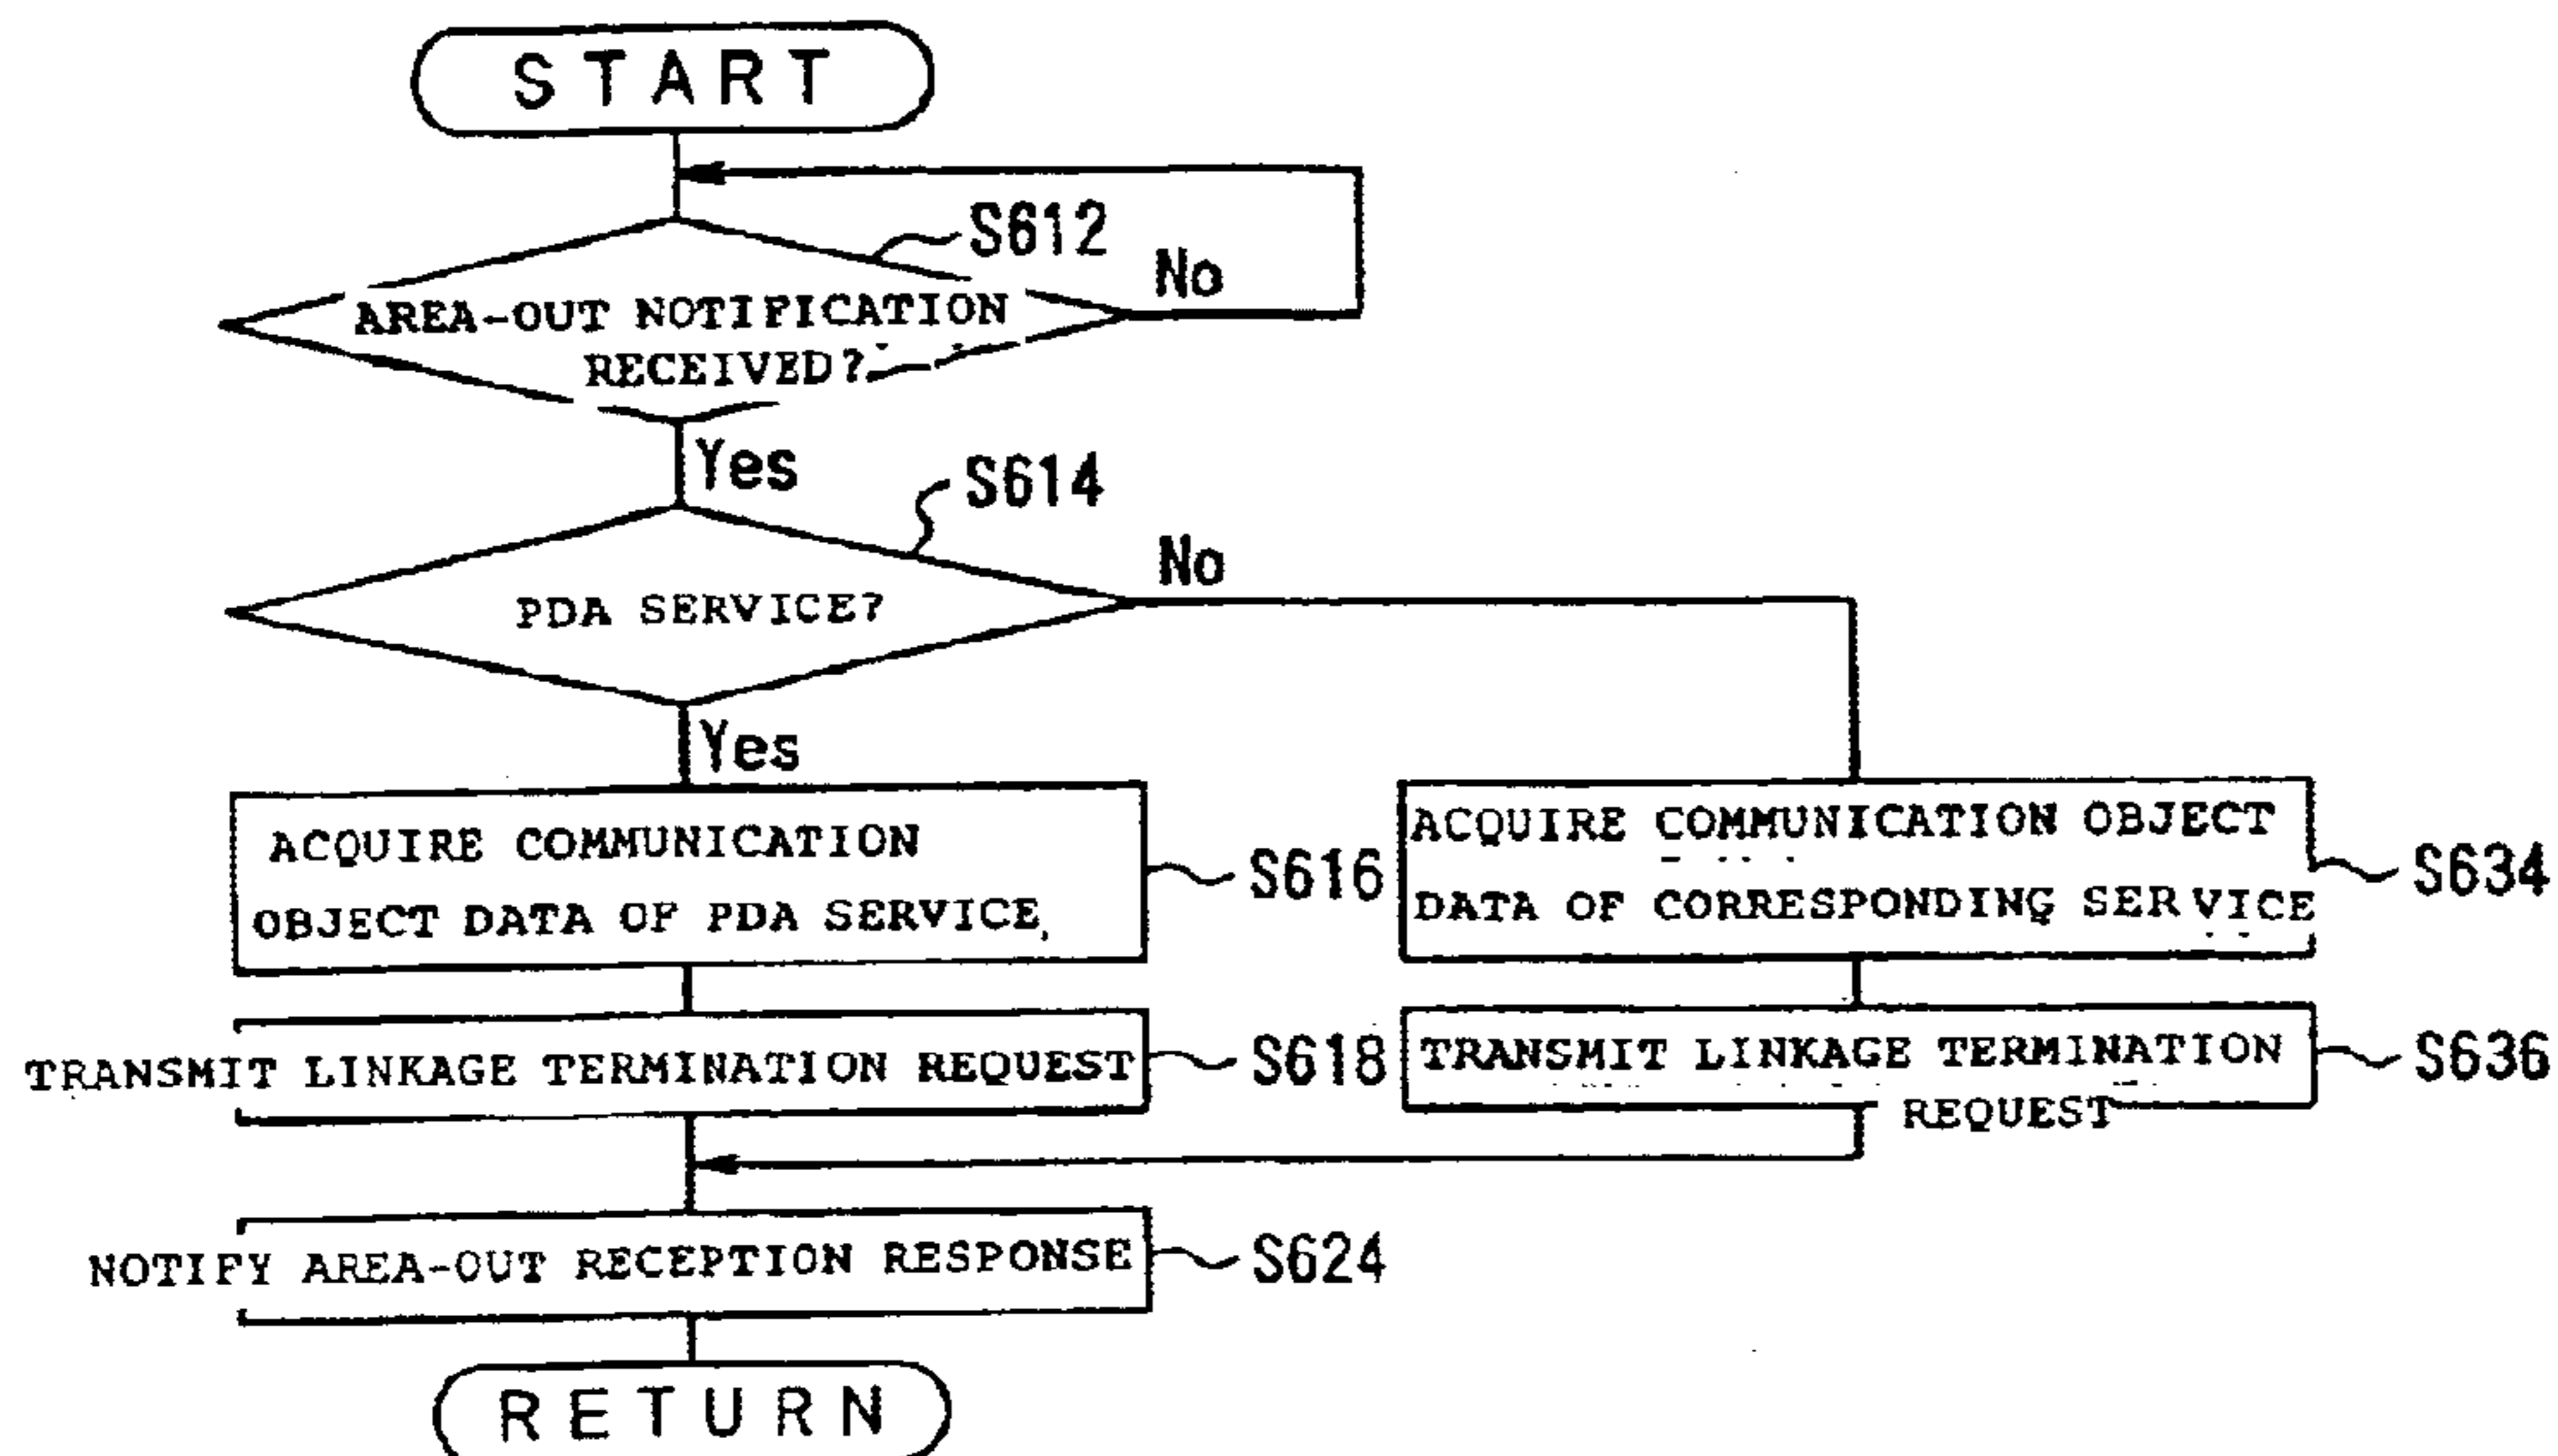 START
S612
No
AREA-OUT NOTIFICATION
RECEIVED?
Yes
S614
No
PDA SERVICE?
Yes
ACQUIRE COMMUNICATION
OBJECT DATA OF PDA SERVICE
S616
ACQUIRE COMMUNICATION OBJECT
DATA OF CORRESPONDING SERVICE
S634
TRANSMIT LINKAGE TERMINATION REQUEST
S618
TRANSMIT LINKAGE TERMINATION
REQUEST
S636
NOTIFY AREA-OUT RECEPTION RESPONSE
S624
RETURN